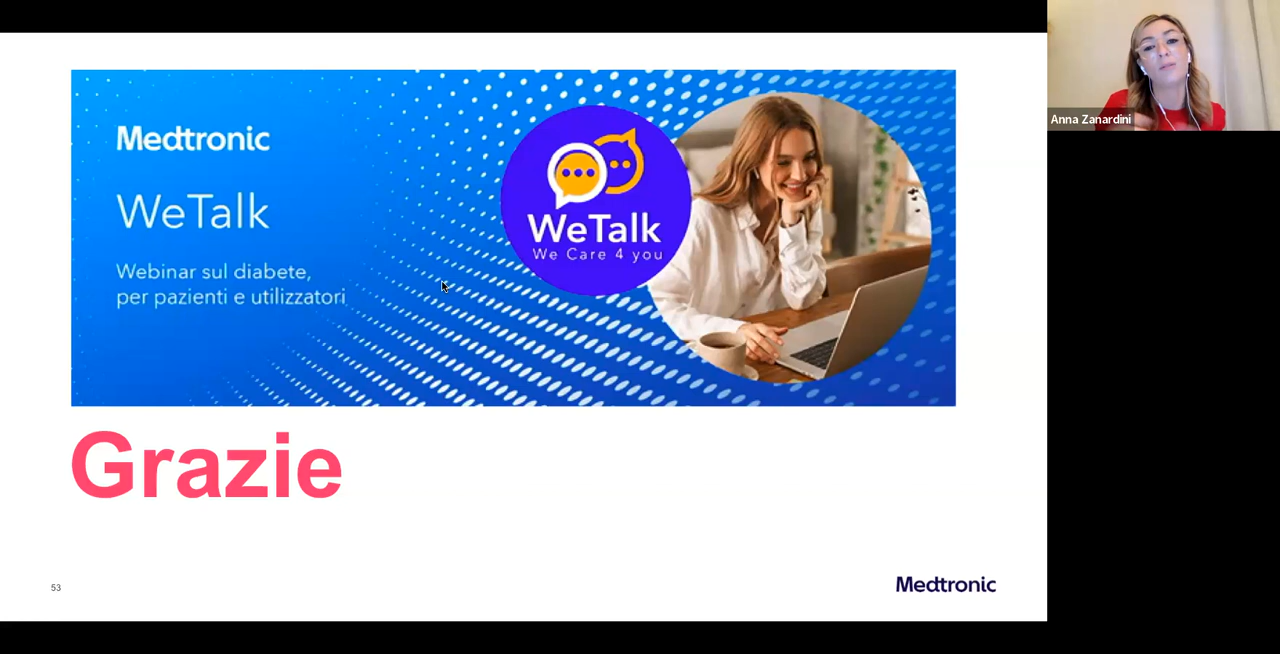 Medtronic
WeTalk
Webinar sul diabete,
per pazienti e utilizzatori
WeTalk
We Care 4 you
Grazie
53
Medtronic
Anna Zanardini